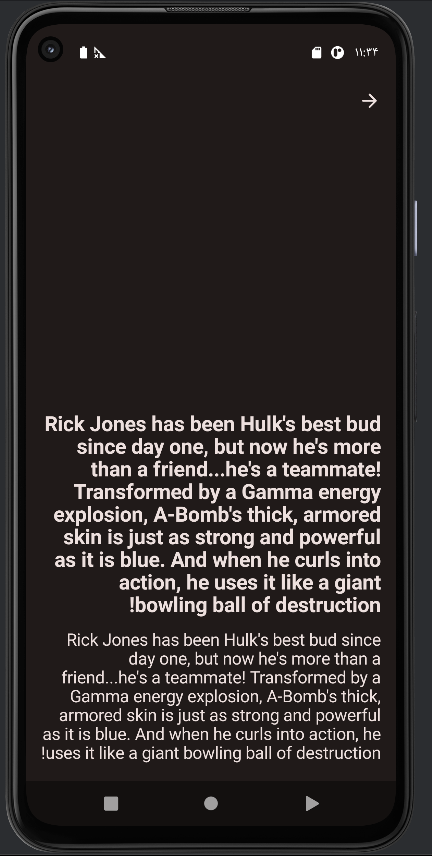 ۱۱:۳۴
Rick Jones has been Hulk's best bud
since day one, but now he's more
than a friend...he's a teammate!
Transformed by a Gamma energy
explosion, A-Bomb's thick, armored
skin is just as strong and powerful
as it is blue. And when he curls into
action, he uses it like a giant
!bowling ball of destruction
Rick Jones has been Hulk's best bud since
day one, but now he's more than a
friend...he's a teammate! Transformed by a
Gamma energy explosion, A-Bomb's thick,
armored skin is just as strong and powerful
as it is blue. And when he curls into action, he
!uses it like a giant bowling ball of destruction